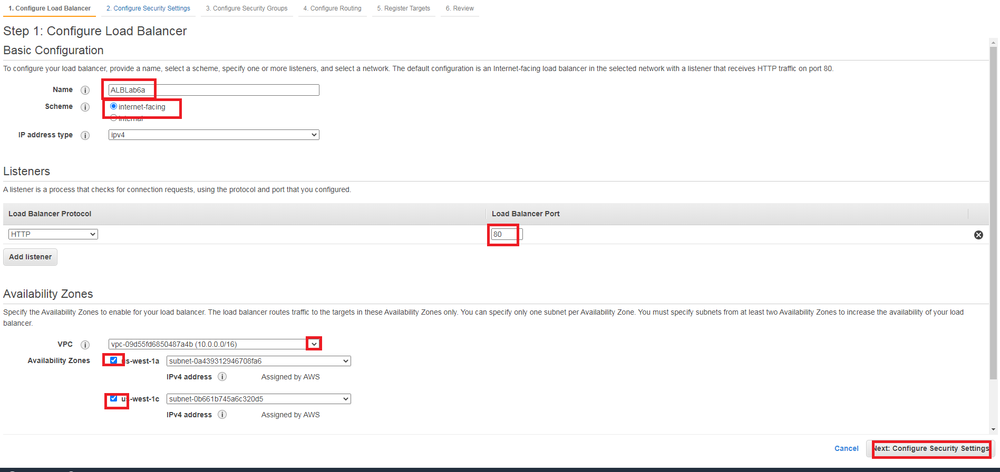 1. Configure Load Balancer 2. Configure Security Settings 3. Configure Security Groups 4. Configure Routing 5. Register Targets 6. Review
Step 1: Configure Load Balancer
Basic Configuration
To configure your load balancer, provide a name, select a scheme, specify one or more listeners, and select a network. The default configuration is an Internet-facing load balancer in the selected network with a listener that receives HTTP traffic on port 80.
Name i ALBLab6a
Scheme i internet-facing
internal
IP address type i ipv4
Listeners
A listener is a process that checks for connection requests, using the protocol and port that you configured.
Load Balancer Protocol Load Balancer Port
HTTP 80
Add listener
Availability Zones
Specify the Availability Zones to enable for your load balancer. The load balancer routes traffic to the targets in these Availability Zones only. You can specify only one subnet per Availability Zone. You must specify subnets from at least two Availability Zones to increase the availability of your load
balancer.
VPC i vpc-09d55fd6850487a4b (10.0.0.0/16)
Availability Zones us-west-1a subnet-0a439312946708fa6
IPv4 address i Assigned by AWS
us-west-1c subnet-0b661b745a6c320d5
IPv4 address i Assigned by AWS
Cancel Next: Configure Security Settings